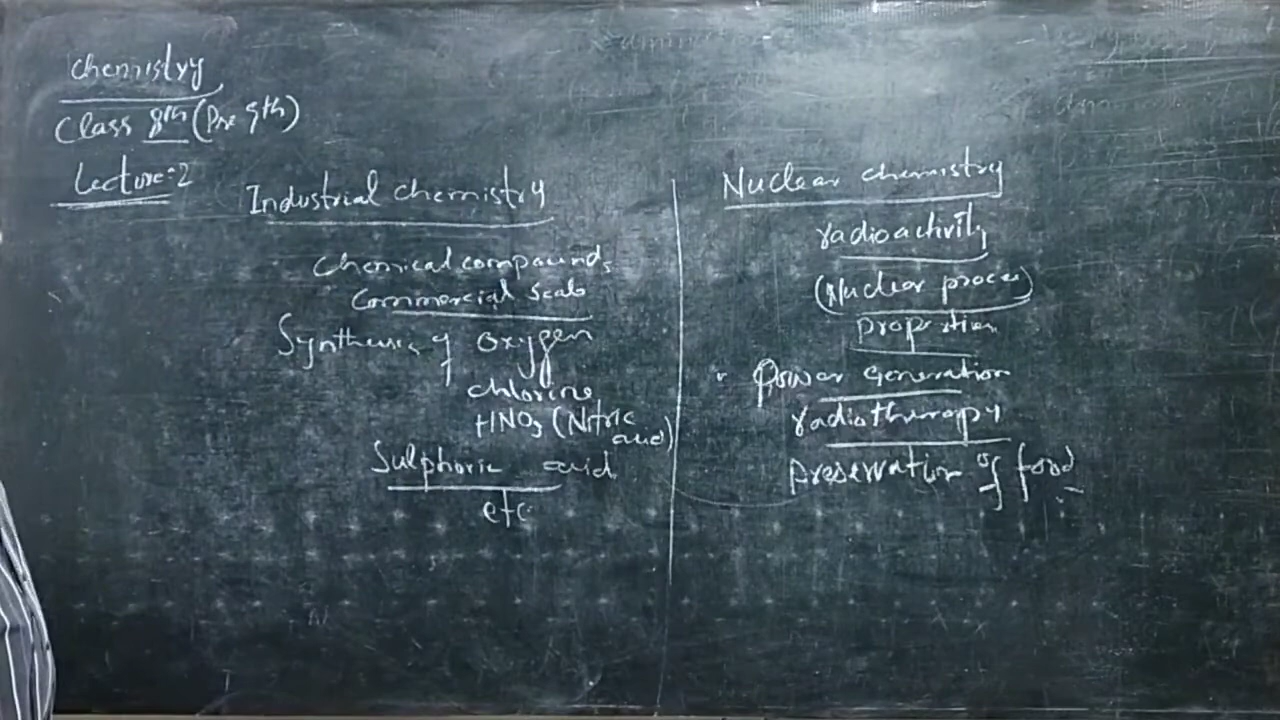 Chemistry
Class 8th (Pre 9th)
Lecture:2
Industrial chemistry
Chemical compounds
Commercial Scale
Synthesis of oxygen
chlorine
HNO3 (Nitric
acid)
Sulphuric acid
etc
Nuclear chemistry
radioactivity
(Nuclear process)
properties
Power Generation
radiotherapy
preservation of food